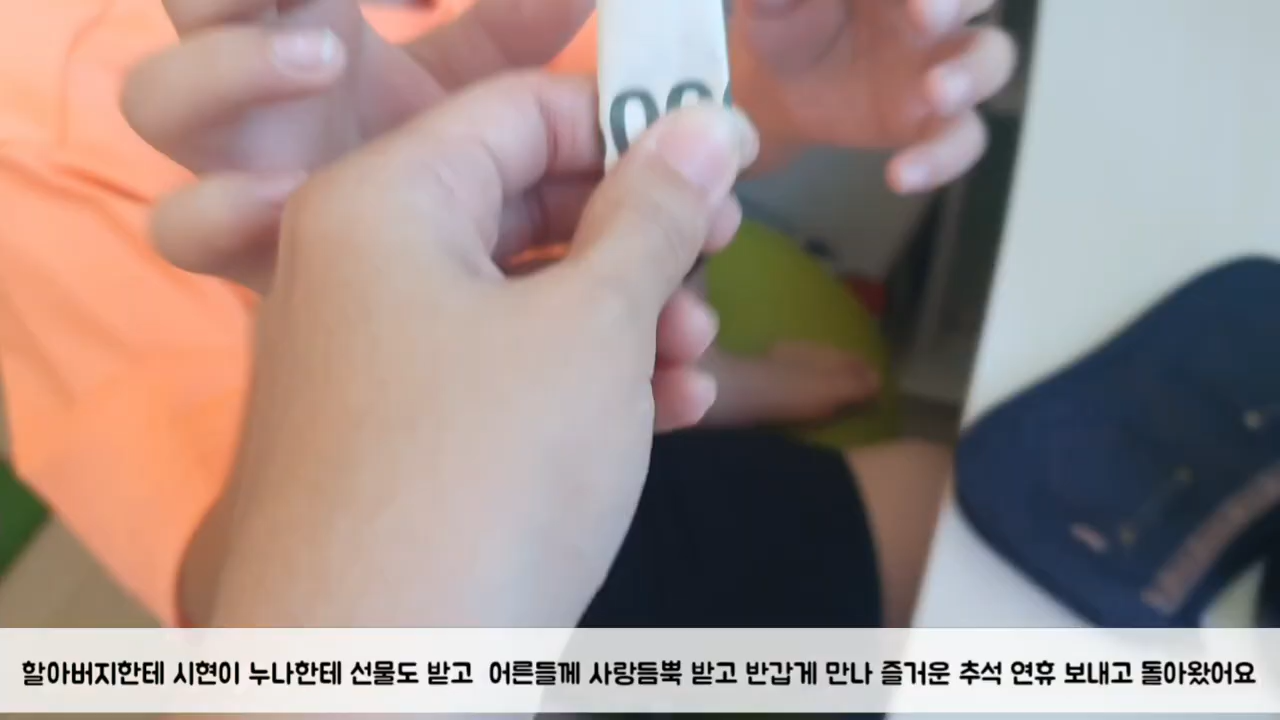 00
할아버지한테 시현이 누나한테 선물도 받고 어른들께 사랑듬뿍 받고 반갑게 만나 즐거운 추석 연휴 보내고 돌아왔어요